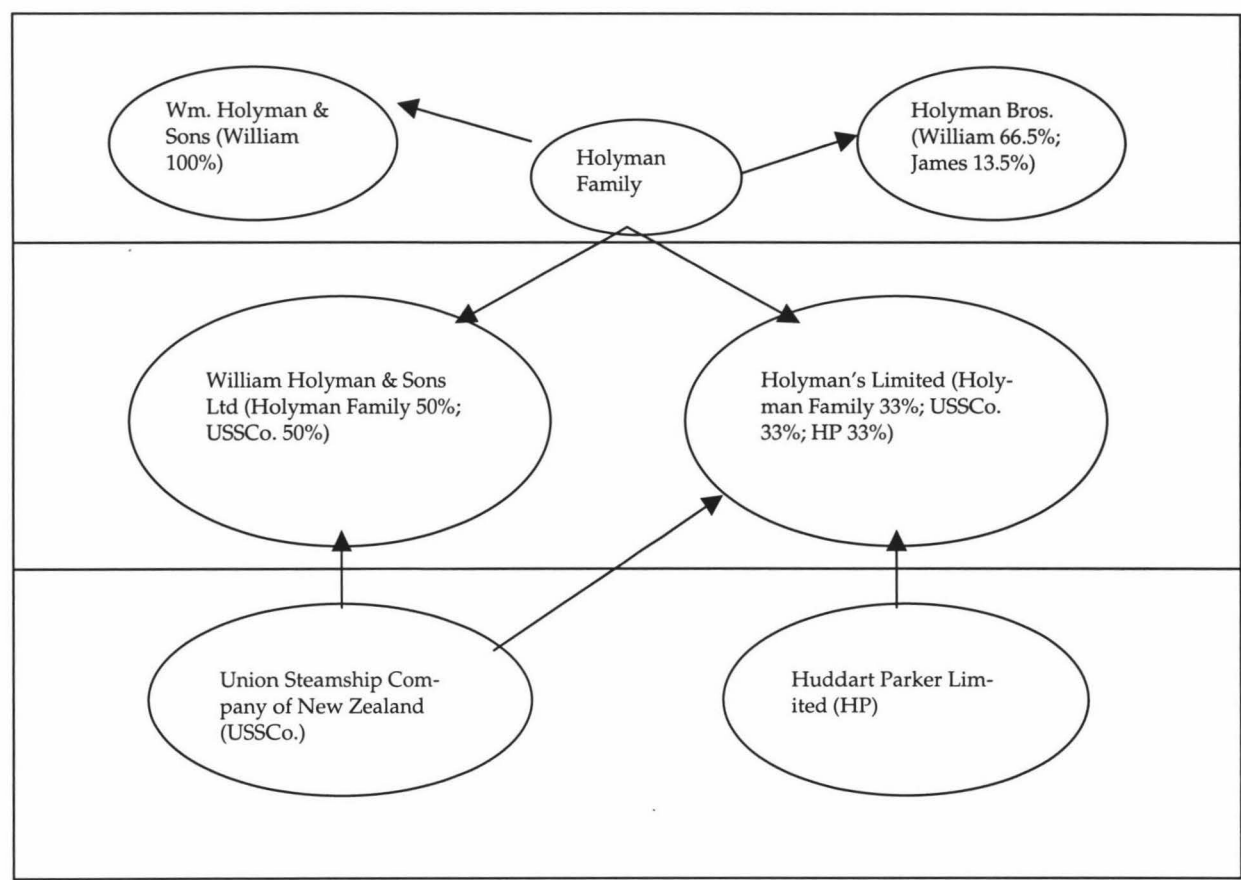 Wm. Holyman &
Sons (William
100%)
Holyman
Family
Holyman Bros.
(William 66.5%;
James 13.5%)
William Holyman & Sons
Ltd (Holyman Family 50%;
USSCo. 50%)
Holyman's Limited (Holy-
man Family 33%; USSCo.
33%; HP 33%)
Union Steamship Com-
pany of New Zealand
(USSCo.)
Huddart Parker Lim-
ited (HP)